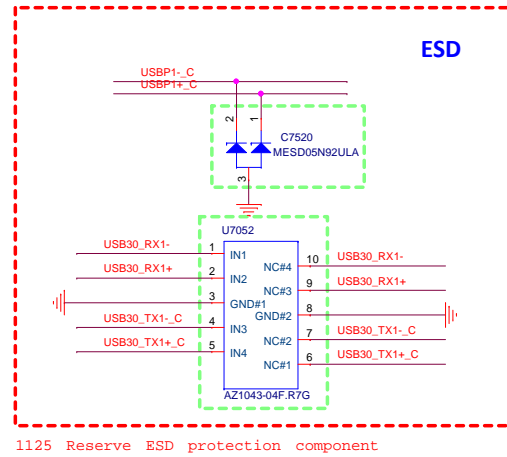 ESD
USBP1-_C
USBP1+_C
2
1
C7520
MESD05N92ULA
3
U7052
USB30_RX1-
1
IN1
10
USB30_RX1-
NC#4
USB30_RX1+
2
IN2
9
USB30_RX1+
NC#3
3
GND#1
8
GND#2
USB30_TX1-_C
4
IN3
7
USB30_TX1-_C
NC#2
USB30_TX1+_C
5
IN4
6
USB30_TX1+_C
NC#1
AZ1043-04F.R7G
1125 Reserve ESD protection component